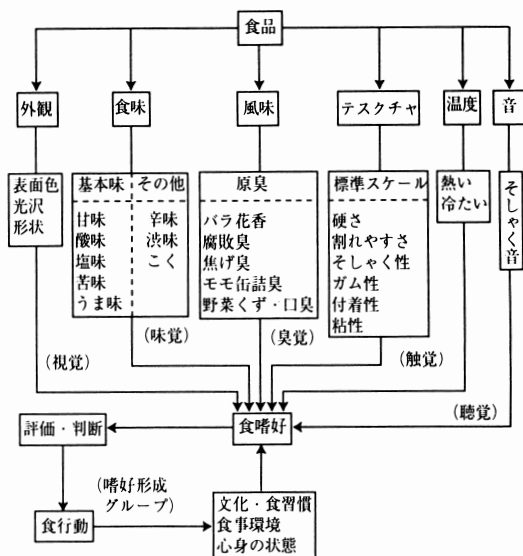 食品
外観
食味
風味
テスクチャ
温度
音
表面色
光沢
形状
基本味 その他
甘味 辛味
酸味 渋味
塩味 こく
苦味
うま味
原臭
バラ花香
腐敗臭
焦げ臭
モモ缶詰臭
野菜くず・口臭
標準スケール
硬さ
割れやすさ
そしゃく性
ガム性
付着性
粘性
熱い
冷たい
そしゃく音
(視覚)
(味覚)
(臭覚)
(触覚)
(聴覚)
評価・判断
食嗜好
食行動
(嗜好形成
グループ)
文化・食習慣
食事環境
心身の状態